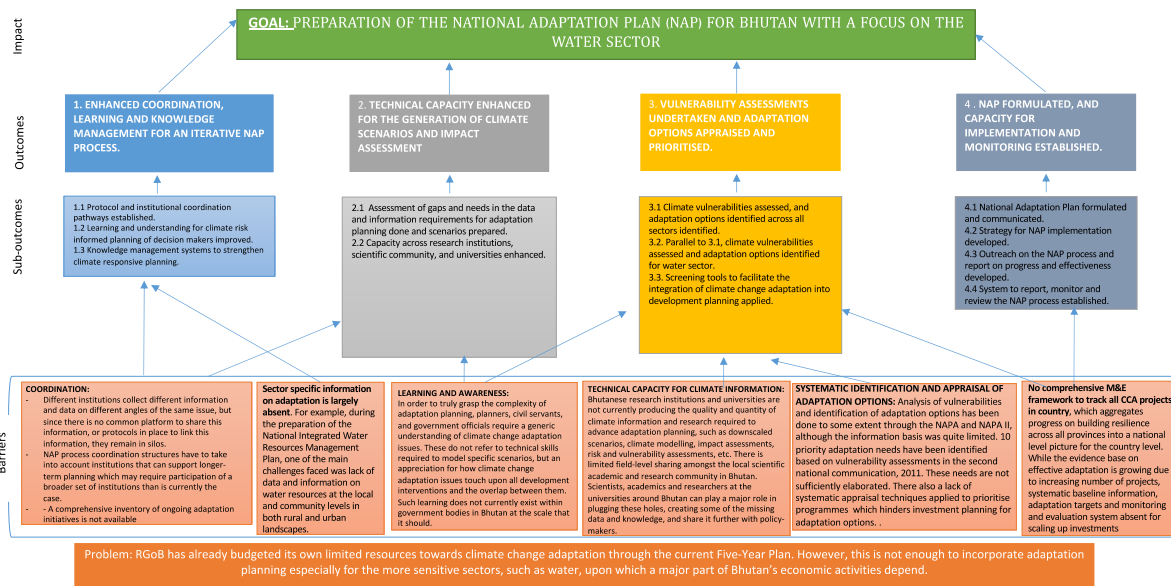 Impact
GOAL: PREPARATION OF THE NATIONAL ADAPTATION PLAN (NAP) FOR BHUTAN WITH A FOCUS ON THE
WATER SECTOR
Outcomes
1. ENHANCED COORDINATION,
LEARNING AND KNOWLEDGE
MANAGEMENT FOR AN ITERATIVE NAP
PROCESS.
2. TECHNICAL CAPACITY ENHANCED
FOR THE GENERATION OF CLIMATE
SCENARIOS AND IMPACT
ASSESSMENT
3. VULNERABILITY ASSESSMENTS
UNDERTAKEN AND ADAPTATION
OPTIONS APPRAISED AND
PRIORITISED.
4 . NAP FORMULATED, AND
CAPACITY FOR
IMPLEMENTATION AND
MONITORING ESTABLISHED.
Sub-outcomes
1.1 Protocol and institutional coordination
pathways established.
1.2 Learning and understanding for climate risk
informed planning of decision makers improved.
1.3 Knowledge management systems to strengthen
climate responsive planning.
2.1 Assessment of gaps and needs in the data
and information requirements for adaptation
planning done and scenarios prepared.
2.2 Capacity across research institutions,
scientific community, and universities enhanced.
3.1 Climate vulnerabilities assessed, and
adaptation options identified across all
sectors identified.
3.2. Parallel to 3.1, climate vulnerabilities
assessed and adaptation options identified
for water sector.
3.3. Screening tools to facilitate the
integration of climate change adaptation into
development planning applied.
4.1 National Adaptation Plan formulated
and communicated.
4.2 Strategy for NAP implementation
developed.
4.3 Outreach on the NAP process and
report on progress and effectiveness
developed.
4.4 System to report, monitor and
review the NAP process established.
Barriers
COORDINATION:
- Different institutions collect different information
and data on different angles of the same issue, but
since there is no common platform to share this
information, or protocols in place to link this
information, they remain in silos.
- NAP process coordination structures have to take
into account institutions that can support longer-
term planning which may require participation of a
broader set of institutions than is currently the
case.
- - A comprehensive inventory of ongoing adaptation
initiatives is not available
Sector specific information
on adaptation is largely
absent. For example, during
the preparation of the
National Integrated Water
Resources Management
Plan, one of the main
challenges faced was lack of
data and information on
water resources at the local
and community levels in
both rural and urban
landscapes.
LEARNING AND AWARENESS:
In order to truly grasp the complexity of
adaptation planning, planners, civil servants,
and government officials require a generic
understanding of climate change adaptation
issues. These do not refer to technical skills
required to model specific scenarios, but an
appreciation for how climate change
adaptation issues touch upon all development
interventions and the overlap between them.
Such learning does not currently exist within
government bodies in Bhutan at the scale that
it should.
TECHNICAL CAPACITY FOR CLIMATE INFORMATION:
Bhutanese research institutions and universities are
not currently producing the quality and quantity of
climate information and research required to
advance adaptation planning, such as downscaled
scenarios, climate modelling, impact assessments,
risk and vulnerability assessments, etc. There is
limited field-level sharing amongst the local scientific
academic and research community in Bhutan.
Scientists, academics and researchers at the
universities around Bhutan can play a major role in
plugging these holes, creating some of the missing
data and knowledge, and share it further with policy-
makers.
SYSTEMATIC IDENTIFICATION AND APPRAISAL OF
ADAPTATION OPTIONS: Analysis of vulnerabilities
and identification of adaptation options has been
done to some extent through the NAPA and NAPA II,
although the information basis was quite limited. 10
priority adaptation needs have been identified
based on vulnerability assessments in the second
national communication, 2011. These needs are not
sufficiently elaborated. There also a lack of
systematic appraisal techniques applied to prioritise
programmes which hinders investment planning for
adaptation options. .
No comprehensive M&E
framework to track all CCA projects
in country, which aggregates
progress on building resilience
across all provinces into a national
level picture for the country level.
While the evidence base on
effective adaptation is growing due
to increasing number of projects,
systematic baseline information,
adaptation targets and monitoring
and evaluation system absent for
scaling up investments
Problem: RGoB has already budgeted its own limited resources towards climate change adaptation through the current Five-Year Plan. However, this is not enough to incorporate adaptation
planning especially for the more sensitive sectors, such as water, upon which a major part of Bhutan's economic activities depend.